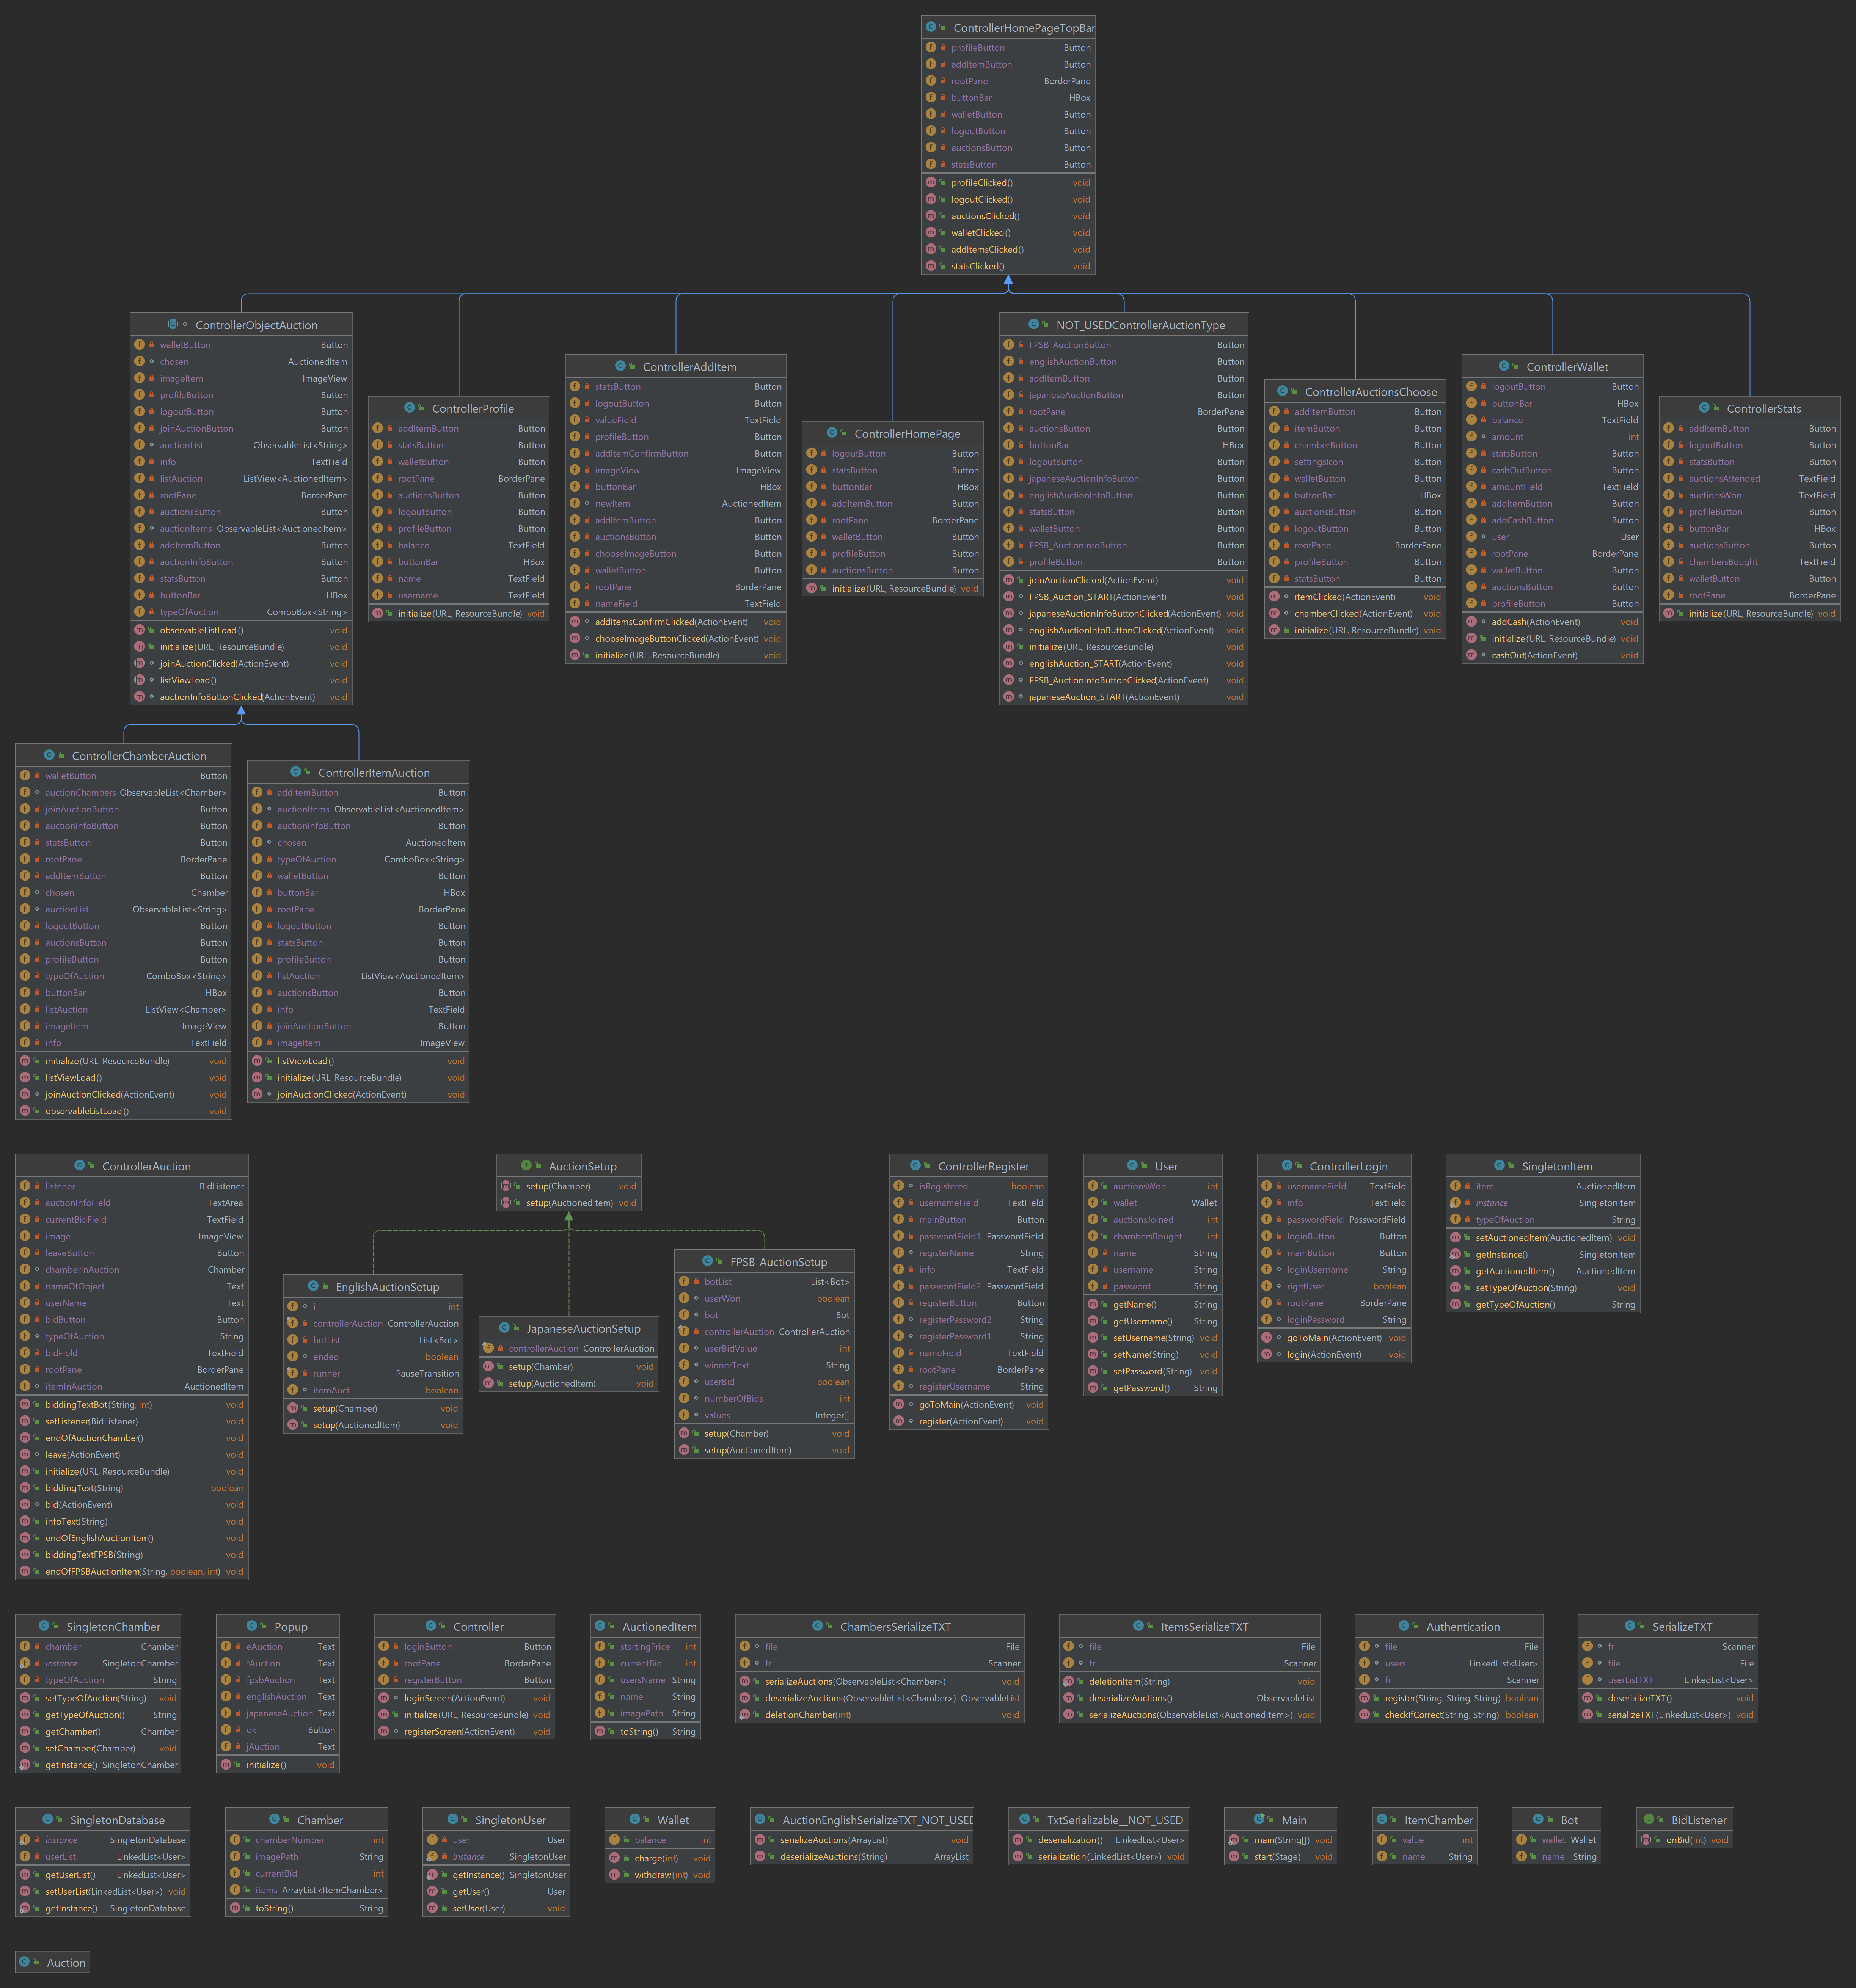 ControllerHomePageTopBar
profileButton Button
addItemButton Button
rootPane BorderPane
buttonBar HBox
walletButton Button
logoutButton Button
auctionsButton Button
statsButton Button
profileClicked() void
logoutClicked() void
auctionsClicked() void
walletClicked() void
addItemsClicked() void
statsClicked() void
ControllerObjectAuction
walletButton Button
chosen AuctionedItem
imageItem ImageView
profileButton Button
logoutButton Button
joinAuctionButton Button
auctionList ObservableList<String>
info TextField
listAuction ListView<AuctionedItem>
rootPane BorderPane
auctionsButton Button
auctionItems ObservableList<AuctionedItem>
addItemButton Button
auctionInfoButton Button
statsButton Button
buttonBar HBox
typeOfAuction ComboBox<String>
observableListLoad() void
initialize(URL, ResourceBundle) void
joinAuctionClicked(ActionEvent) void
listViewLoad() void
auctionInfoButtonClicked(ActionEvent) void
ControllerProfile
addItemButton Button
statsButton Button
walletButton Button
rootPane BorderPane
auctionsButton Button
logoutButton Button
profileButton Button
balance TextField
buttonBar HBox
name TextField
username TextField
initialize(URL, ResourceBundle) void
ControllerAddItem
statsButton Button
logoutButton Button
valueField TextField
profileButton Button
addItemConfirmButton Button
imageView ImageView
buttonBar HBox
newItem AuctionedItem
addItemButton Button
auctionsButton Button
chooseImageButton Button
walletButton Button
rootPane BorderPane
nameField TextField
addItemsConfirmClicked(ActionEvent) void
chooseImageButtonClicked(ActionEvent) void
initialize(URL, ResourceBundle) void
ControllerHomePage
logoutButton Button
statsButton Button
buttonBar HBox
addItemButton Button
rootPane BorderPane
walletButton Button
profileButton Button
auctionsButton Button
initialize(URL, ResourceBundle) void
NOT_USEDControllerAuctionType
FPSB_AuctionButton Button
englishAuctionButton Button
addItemButton Button
japaneseAuctionButton Button
rootPane BorderPane
auctionsButton Button
buttonBar HBox
logoutButton Button
japaneseAuctionInfoButton Button
englishAuctionInfoButton Button
statsButton Button
walletButton Button
FPSB_AuctionInfoButton Button
profileButton Button
joinAuctionClicked(ActionEvent) void
FPSB_Auction_START(ActionEvent) void
japaneseAuctionInfoButtonClicked(ActionEvent) void
englishAuctionInfoButtonClicked(ActionEvent) void
initialize(URL, ResourceBundle) void
englishAuction_START(ActionEvent) void
FPSB_AuctionInfoButtonClicked(ActionEvent) void
japaneseAuction_START(ActionEvent) void
ControllerAuctionsChoose
addItemButton Button
itemButton Button
chamberButton Button
settingsIcon Button
walletButton Button
buttonBar HBox
auctionsButton Button
logoutButton Button
rootPane BorderPane
profileButton Button
statsButton Button
itemClicked(ActionEvent) void
chamberClicked(ActionEvent) void
initialize(URL, ResourceBundle) void
ControllerWallet
logoutButton Button
buttonBar HBox
balance TextField
amount int
statsButton Button
cashOutButton Button
amountField TextField
addItemButton Button
addCashButton Button
user User
rootPane BorderPane
walletButton Button
auctionsButton Button
profileButton Button
addCash(ActionEvent) void
initialize(URL, ResourceBundle) void
cashOut(ActionEvent) void
ControllerStats
addItemButton Button
logoutButton Button
statsButton Button
auctionsAttended TextField
auctionsWon TextField
profileButton Button
buttonBar HBox
auctionsButton Button
chambersBought TextField
walletButton Button
rootPane BorderPane
initialize(URL, ResourceBundle) void
ControllerChamberAuction
walletButton Button
auctionChambers ObservableList<Chamber>
joinAuctionButton Button
auctionInfoButton Button
statsButton Button
rootPane BorderPane
addItemButton Button
chosen Chamber
auctionList ObservableList<String>
logoutButton Button
auctionsButton Button
profileButton Button
typeOfAuction ComboBox<String>
buttonBar HBox
listAuction ListView<Chamber>
imageItem ImageView
info TextField
initialize(URL, ResourceBundle) void
listViewLoad() void
joinAuctionClicked(ActionEvent) void
observableListLoad() void
ControllerItemAuction
addItemButton Button
auctionItems ObservableList<AuctionedItem>
auctionInfoButton Button
chosen AuctionedItem
typeOfAuction ComboBox<String>
walletButton Button
buttonBar HBox
rootPane BorderPane
logoutButton Button
statsButton Button
profileButton Button
listAuction ListView<AuctionedItem>
auctionsButton Button
info TextField
joinAuctionButton Button
imageItem ImageView
listViewLoad() void
initialize(URL, ResourceBundle) void
joinAuctionClicked(ActionEvent) void
ControllerAuction
listener BidListener
auctionInfoField TextArea
currentBidField TextField
image ImageView
leaveButton Button
chamberInAuction Chamber
nameOfObject Text
userName Text
bidButton Button
typeOfAuction String
bidField TextField
rootPane BorderPane
itemInAuction AuctionedItem
biddingTextBot(String, int) void
setListener(BidListener) void
endOfAuctionChamber() void
leave(ActionEvent) void
initialize(URL, ResourceBundle) void
biddingText(String) boolean
bid(ActionEvent) void
infoText(String) void
endOfEnglishAuctionItem() void
biddingTextFPSB(String) void
endOfFPSBAuctionItem(String, boolean, int) void
AuctionSetup
setup(Chamber) void
setup(AuctionedItem) void
EnglishAuctionSetup
i int
controllerAuction ControllerAuction
botList List<Bot>
ended boolean
runner PauseTransition
itemAuct boolean
setup(Chamber) void
setup(AuctionedItem) void
JapaneseAuctionSetup
controllerAuction ControllerAuction
setup(Chamber) void
setup(AuctionedItem) void
FPSB_AuctionSetup
botList List<Bot>
userWon boolean
bot Bot
controllerAuction ControllerAuction
userBidValue int
winnerText String
userBid boolean
numberOfBids int
values Integer[]
setup(Chamber) void
setup(AuctionedItem) void
ControllerRegister
isRegistered boolean
usernameField TextField
mainButton Button
passwordField1 PasswordField
registerName String
info TextField
passwordField2 PasswordField
registerButton Button
registerPassword2 String
registerPassword1 String
nameField TextField
rootPane BorderPane
registerUsername String
goToMain(ActionEvent) void
register(ActionEvent) void
User
auctionsWon int
wallet Wallet
auctionsJoined int
chambersBought int
name String
username String
password String
getName() String
getUsername() String
setUsername(String) void
setName(String) void
setPassword(String) void
getPassword() String
ControllerLogin
usernameField TextField
info TextField
passwordField PasswordField
loginButton Button
mainButton Button
loginUsername String
rightUser boolean
rootPane BorderPane
loginPassword String
goToMain(ActionEvent) void
login(ActionEvent) void
SingletonItem
item AuctionedItem
instance SingletonItem
typeOfAuction String
setAuctionedItem(AuctionedItem) void
getInstance() SingletonItem
getAuctionedItem() AuctionedItem
setTypeOfAuction(String) void
getTypeOfAuction() String
SingletonChamber
chamber Chamber
instance SingletonChamber
typeOfAuction String
setTypeOfAuction(String) void
getTypeOfAuction() String
getChamber() Chamber
setChamber(Chamber) void
getInstance() SingletonChamber
Popup
eAuction Text
fAuction Text
fpsbAuction Text
englishAuction Text
japaneseAuction Text
ok Button
jAuction Text
initialize() void
Controller
loginButton Button
rootPane BorderPane
registerButton Button
loginScreen(ActionEvent) void
initialize(URL, ResourceBundle) void
registerScreen(ActionEvent) void
AuctionedItem
startingPrice int
currentBid int
usersName String
name String
imagePath String
toString() String
ChambersSerializeTXT
file File
fr Scanner
serializeAuctions(ObservableList<Chamber>) void
deserializeAuctions(ObservableList<Chamber>) ObservableList
deletionChamber(int) void
ItemsSerializeTXT
file File
fr Scanner
deletionItem(String) void
deserializeAuctions() ObservableList
serializeAuctions(ObservableList<AuctionedItem>) void
Authentication
file File
users LinkedList<User>
fr Scanner
register(String, String, String) boolean
checkIfCorrect(String, String) boolean
SerializeTXT
fr Scanner
file File
userListTXT LinkedList<User>
deserializeTXT() void
serializeTXT(LinkedList<User>) void
SingletonDatabase
instance SingletonDatabase
userList LinkedList<User>
getUserList() LinkedList<User>
setUserList(LinkedList<User>) void
getInstance() SingletonDatabase
Chamber
chamberNumber int
imagePath String
currentBid int
items ArrayList<ItemChamber>
toString() String
SingletonUser
user User
instance SingletonUser
getInstance() SingletonUser
getUser() User
setUser(User) void
Wallet
balance int
charge(int) void
withdraw(int) void
AuctionEnglishSerializeTXT_NOT_USED
serializeAuctions(ArrayList) void
deserializeAuctions(String) ArrayList
TxtSerializable__NOT_USED
deserialization() LinkedList<User>
serialization(LinkedList<User>) void
Main
main(String[]) void
start(Stage) void
ItemChamber
value int
name String
Bot
wallet Wallet
name String
BidListener
onBid(int) void
Auction